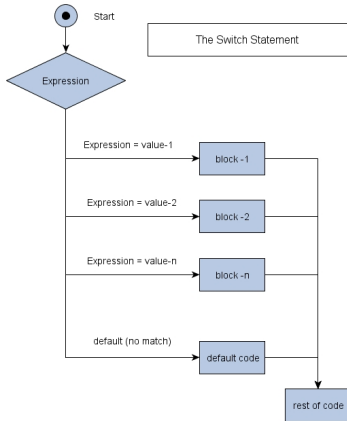 Start
The Switch Statement
Expression
Expression = value-1
block -1
Expression = value-2
block -2
Expression = value-n
block -n
default (no match)
default code
rest of code